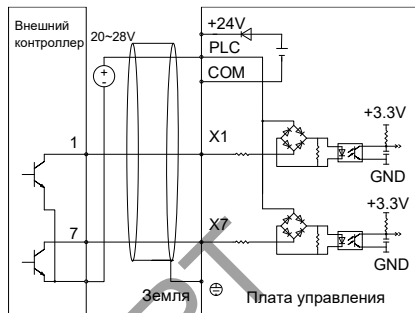 Внешний
контроллер
20~28V
+24V
PLC
COM
+3.3V
1
X1
GND
+3.3V
7
X7
GND
Земля
Плата управления
РТ